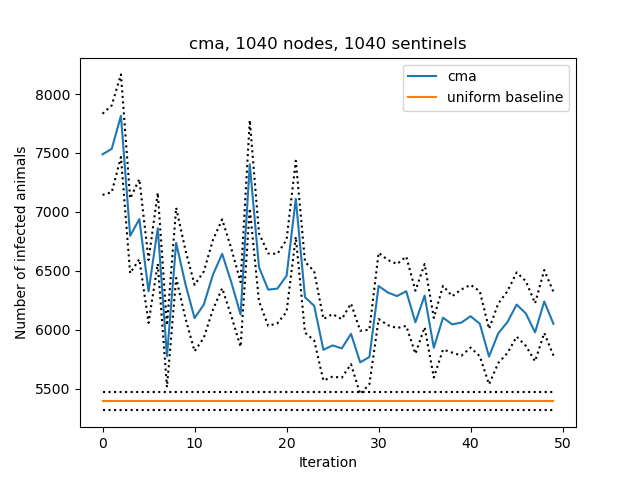 cma, 1040 nodes, 1040 sentinels
cma
uniform baseline
Number of infected animals
8000
7500
7000
6500
6000
5500
0
10
20
30
40
50
Iteration